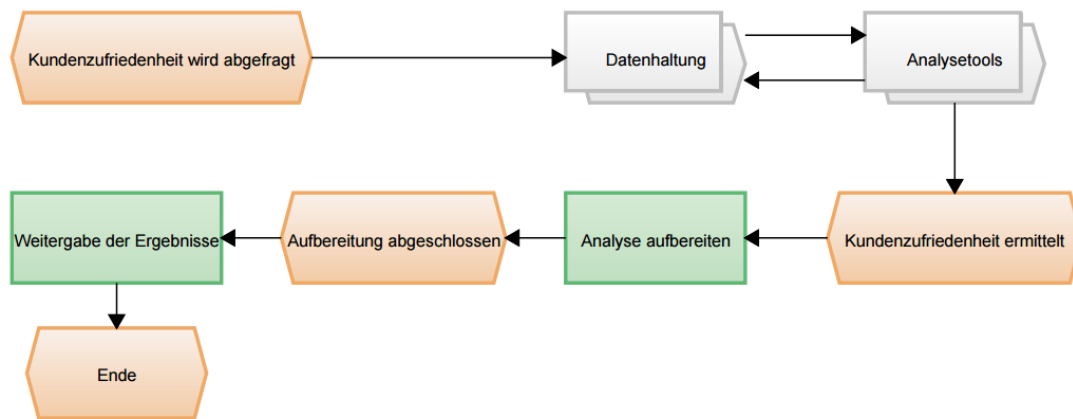 Kundenzufriedenheit wird abgefragt
Datenhaltung
Analysetools
Kundenzufriedenheit ermittelt
Analyse aufbereiten
Aufbereitung abgeschlossen
Weitergabe der Ergebnisse
Ende